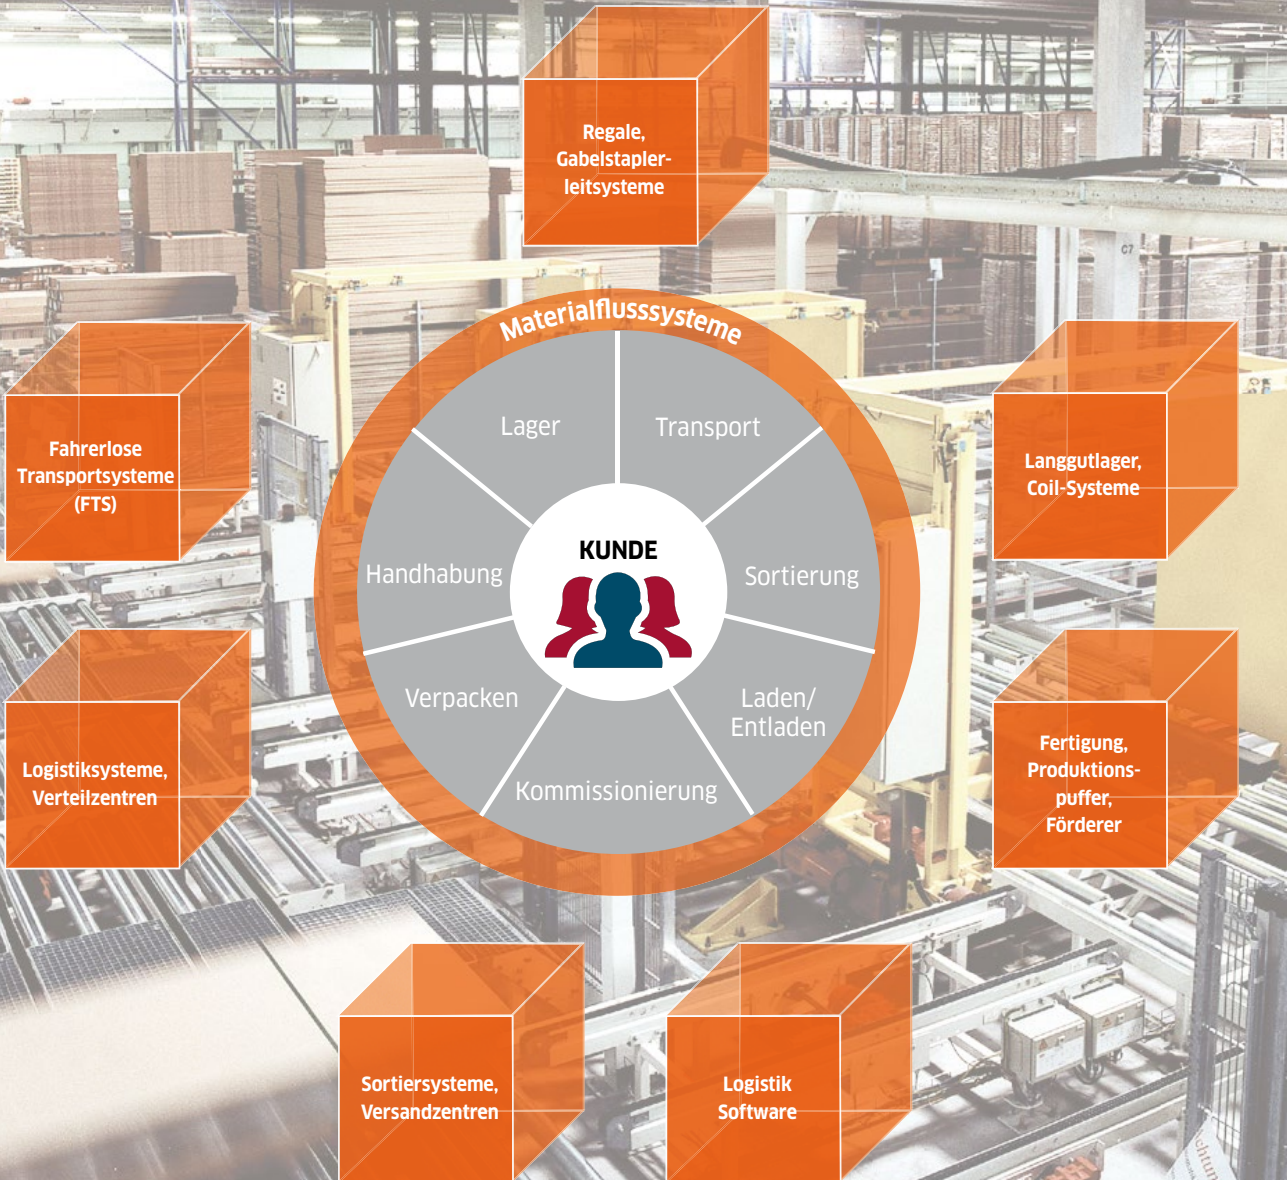 Regale,
Gabelstapler-
leitsysteme
C7
Materialflusssysteme
Lager
Transport
Fahrerlose
Transportsysteme
(FTS)
Langgutlager,
Coil-Systeme
KUNDE
Handhabung
Sortierung
Verpacken
Laden/
Entladen
Logistiksysteme,
Verteilzentren
Fertigung,
Produktions-
puffer,
Förderer
Kommissionierung
Sortiersysteme,
Versandzentren
Logistik
Software